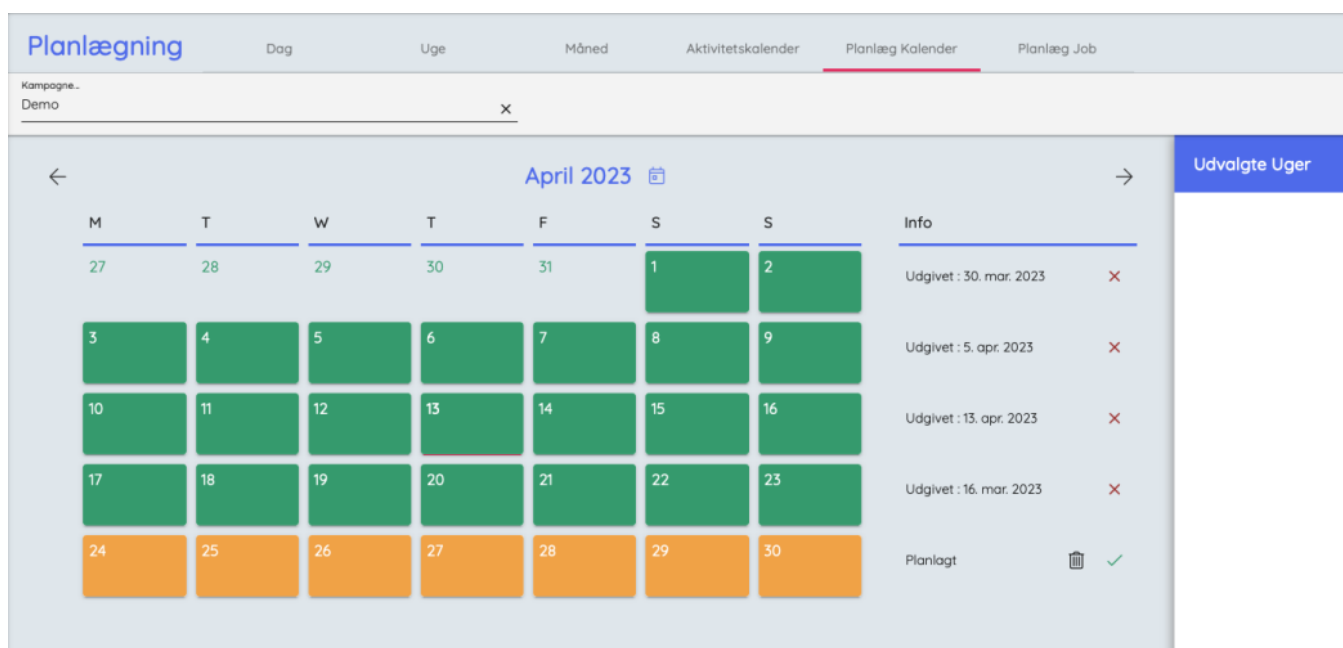 Planlægning Dag Uge Måned Aktivitetskalender Planlæg Kalender Planlæg Job
Kampagne...
Demo
April 2023
Udvalgte Uger
M T W T F S S Info
27 28 29 30 31 1 2 Udgivet : 30. mar. 2023
3 4 5 6 7 8 9 Udgivet : 5. apr. 2023
10 11 12 13 14 15 16 Udgivet : 13. apr. 2023
17 18 19 20 21 22 23 Udgivet : 16. mar. 2023
24 25 26 27 28 29 30 Planlagt